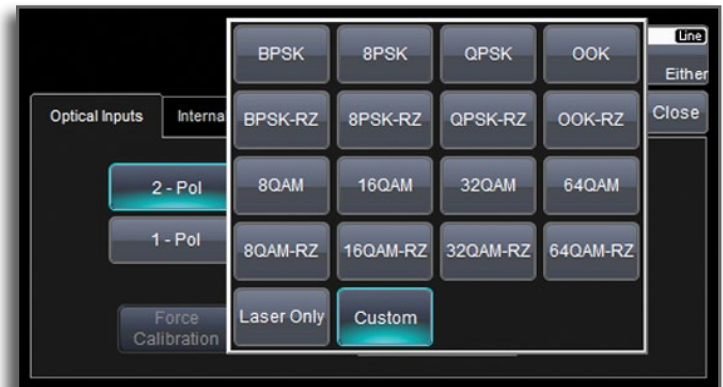 BPSK 8PSK QPSK OOK
Line
Either
Optical Inputs
BPSK-RZ 8PSK-RZ QPSK-RZ OOK-RZ
Close
2 - Pol
8QAM 16QAM 32QAM 64QAM
1 - Pol
8QAM-RZ 16QAM-RZ 32QAM-RZ 64QAM-RZ
Force
Calibration
Laser Only Custom